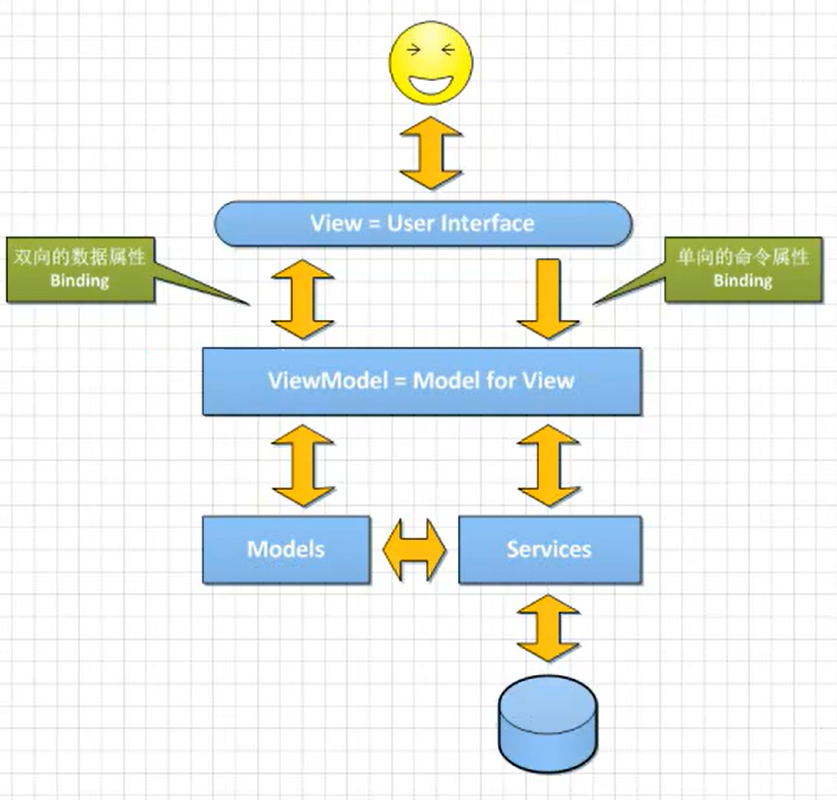 View = User Interface
双向的数据属性
Binding
单向的命令属性
Binding
ViewModel = Model for View
Models
Services